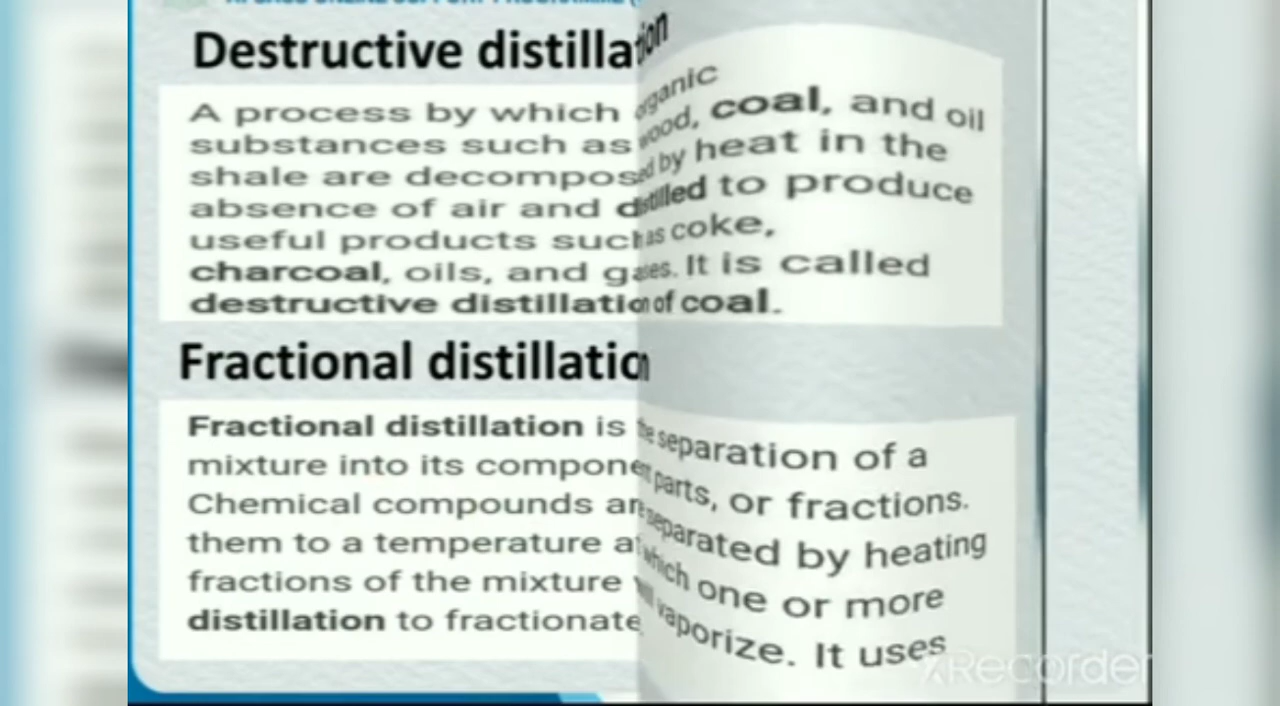 Destructive distillation
A process by which organic
substances such as wood, coal, and oil
shale are decomposed by heat in the
absence of air and distilled to produce
useful products such as coke,
charcoal, oils, and gases. It is called
destructive distillation of coal.
Fractional distillation
Fractional distillation is the separation of a
mixture into its component parts, or fractions.
Chemical compounds are separated by heating
them to a temperature at which one or more
fractions of the mixture will vaporize. It uses
distillation to fractionate.
XRecorder